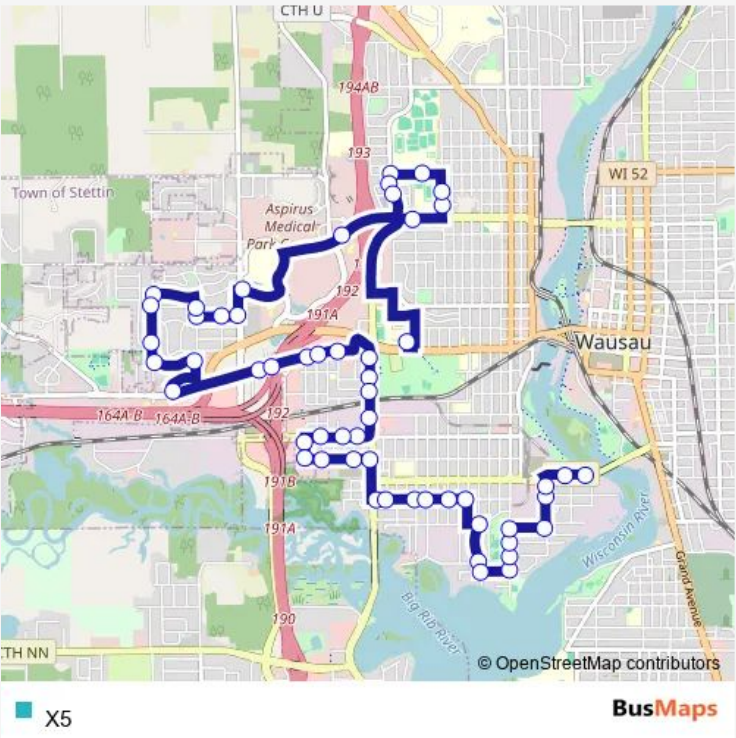 CTH U
194AB
193
WI 52
Town of Stettin
Aspirus
Medical
Park
1
192
191A
Wausau
164A-B 164A-B
192
191B
191A
Wisconsin River
Grand Avenue
Big Rib River
190
CTH NN
© OpenStreetMap contributors
X5
BusMaps